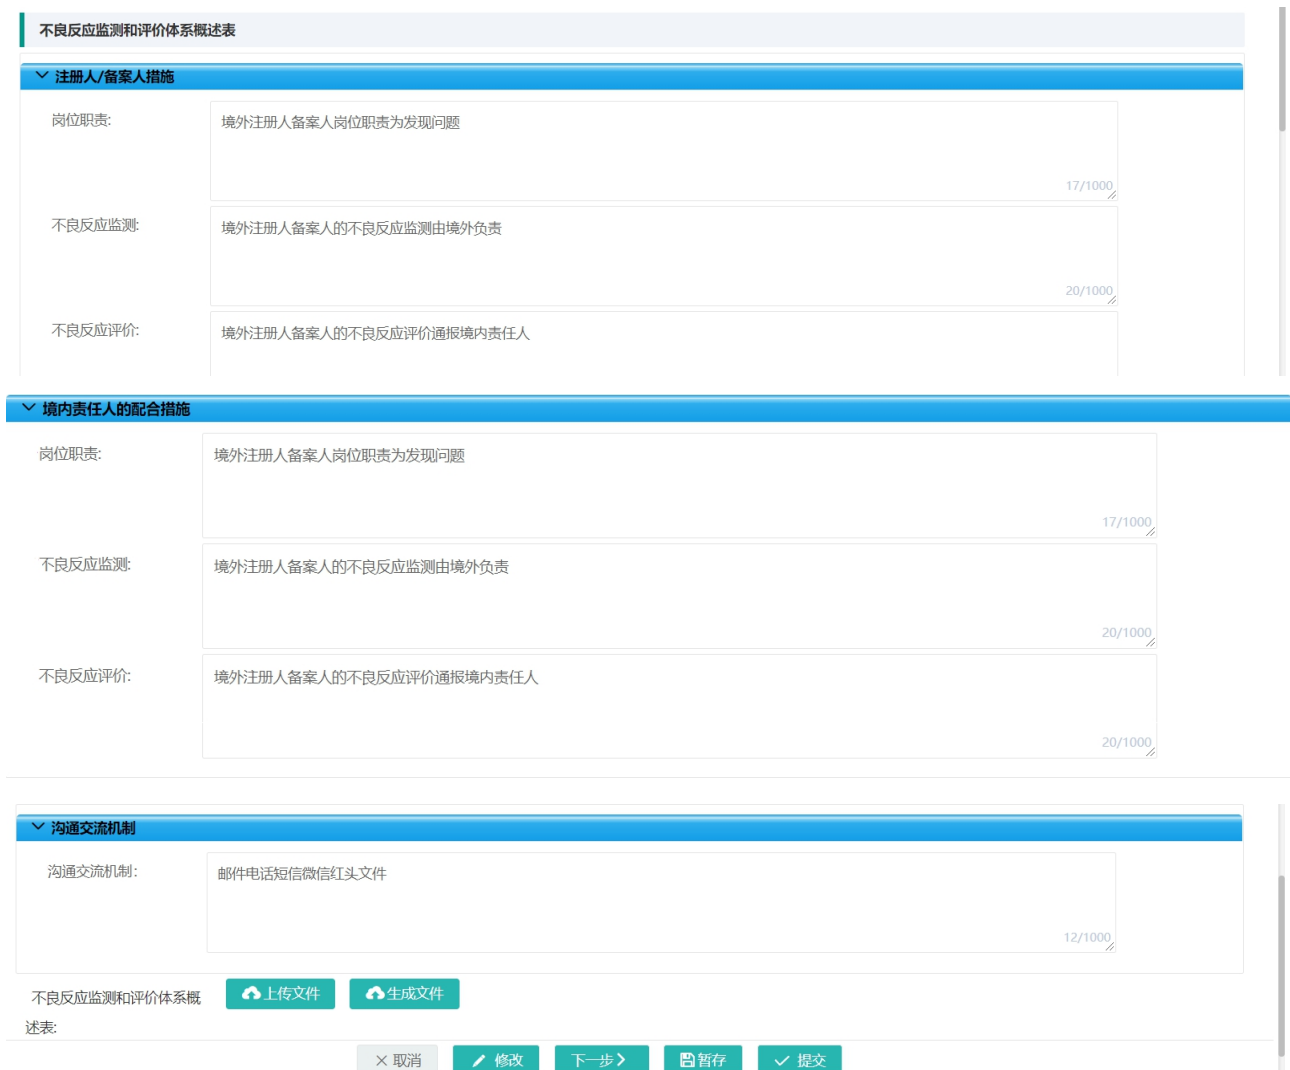 不良反应监测和评价体系概述表
注册人/备案人措施
岗位职责:
境外注册人备案人岗位职责为发现问题
17/1000
不良反应监测:
境外注册人备案人的不良反应监测由境外负责
20/1000
不良反应评价:
境外注册人备案人的不良反应评价通报境内责任人
境内责任人的配合措施
岗位职责:
境外注册人备案人岗位职责为发现问题
17/1000
不良反应监测:
境外注册人备案人的不良反应监测由境外负责
20/1000
不良反应评价:
境外注册人备案人的不良反应评价通报境内责任人
20/1000
沟通交流机制
沟通交流机制:
邮件电话短信微信红头文件
12/1000
不良反应监测和评价体系概
述表:
上传文件 生成文件
取消 修改 下一步 暂存 提交